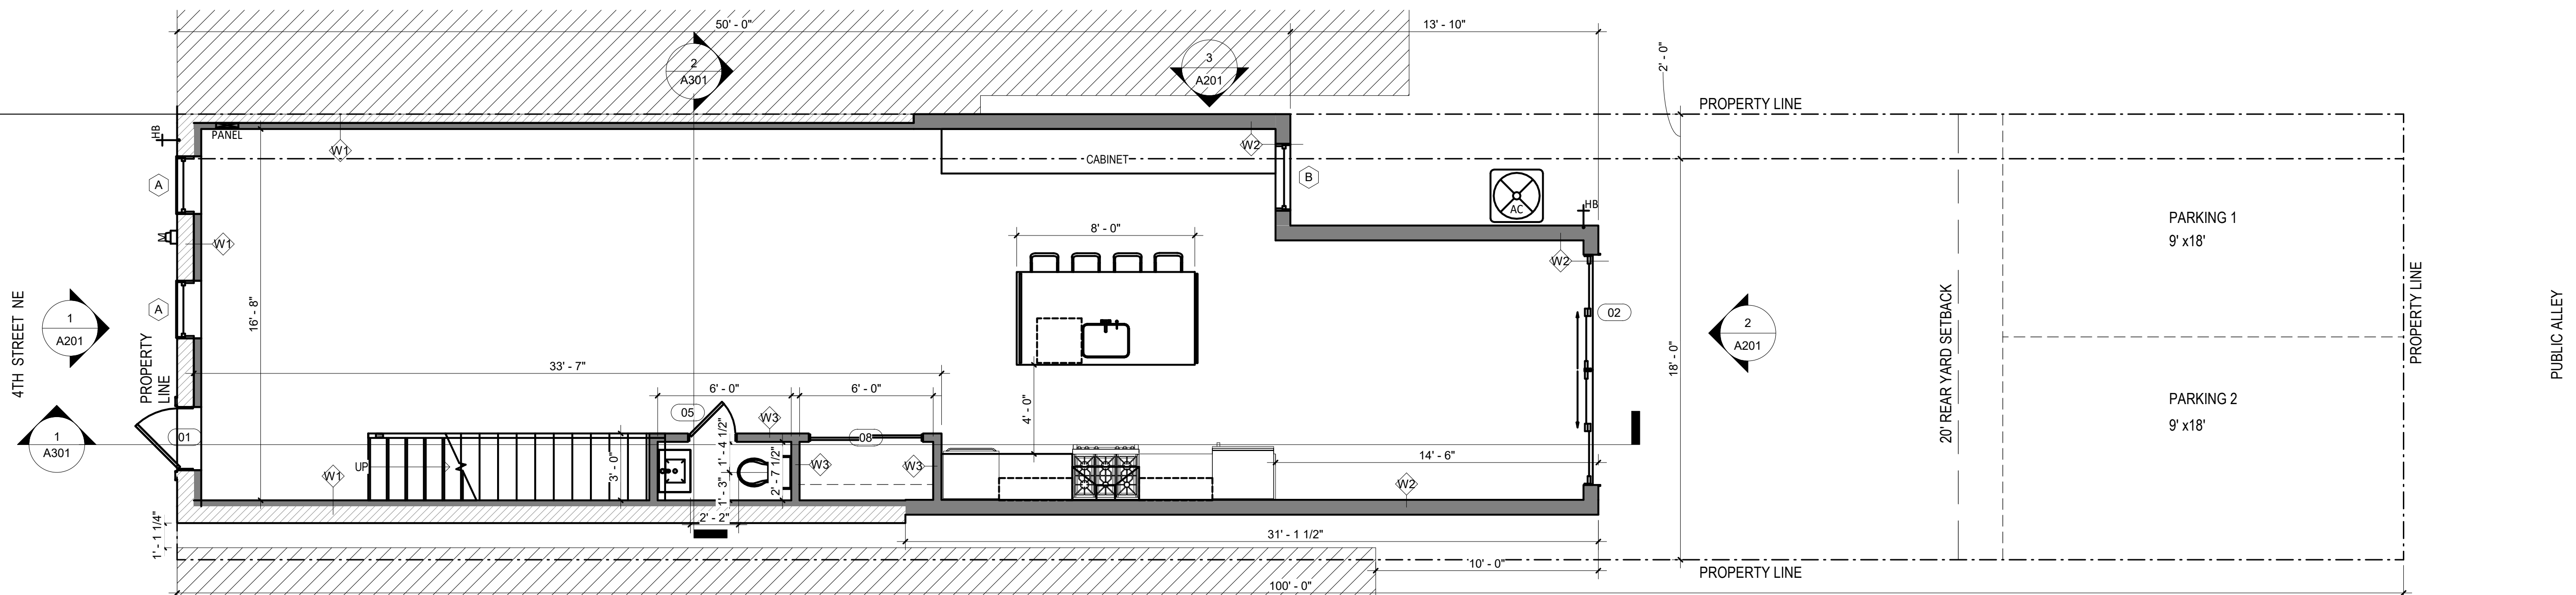 50' - 0"
13' - 10"
2
A301
3
A201
2' - 0"
PROPERTY LINE
HB
PANEL
W1
W2
CABINET
A
B
AC
HB
PARKING 1
9' x18'
M
W1
8' - 0"
W2
4TH STREET NE
1
A201
PROPERTY
LINE
A
16' - 8"
02
18' - 0"
2
A201
20' REAR YARD SETBACK
PROPERTY LINE
PUBLIC ALLEY
33' - 7"
6' - 0"
6' - 0"
4' - 0"
PARKING 2
9' x18'
1
A301
01
05
W3
08
UP
W1
3' - 0"
1' - 4 1/2"
1' - 3"
2' - 7 1/2"
W3
W3
14' - 6"
W2
2' - 2"
1' - 1 1/4"
31' - 1 1/2"
10' - 0"
PROPERTY LINE
100' - 0"